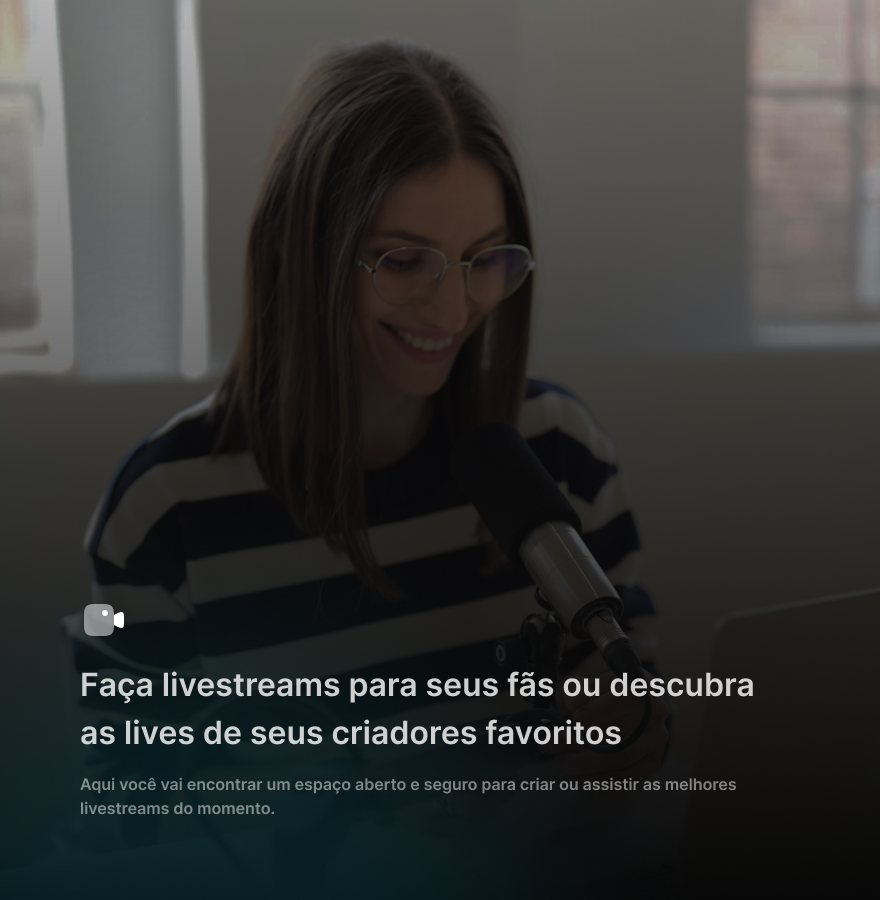 Faça livestreams para seus fãs ou descubra
as lives de seus criadores favoritos
Aqui você vai encontrar um espaço aberto e seguro para criar ou assistir as melhores
livestreams do momento.